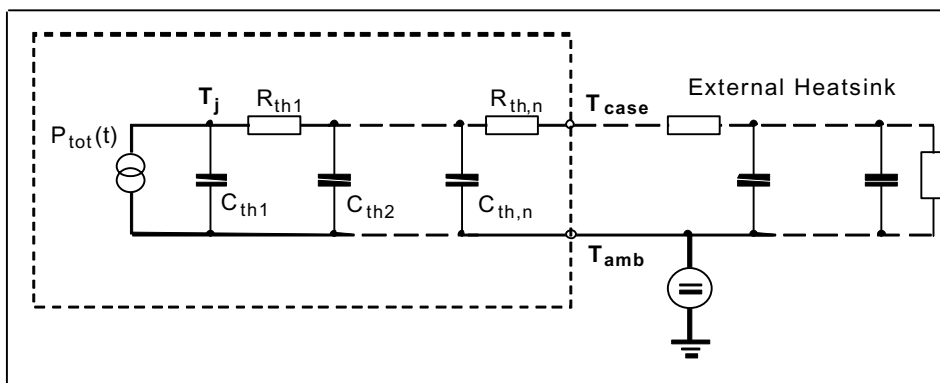 External Heatsink
T_j
R_th1
R_th,n
T_case
P_tot(t)
C_th1
C_th2
C_th,n
T_amb